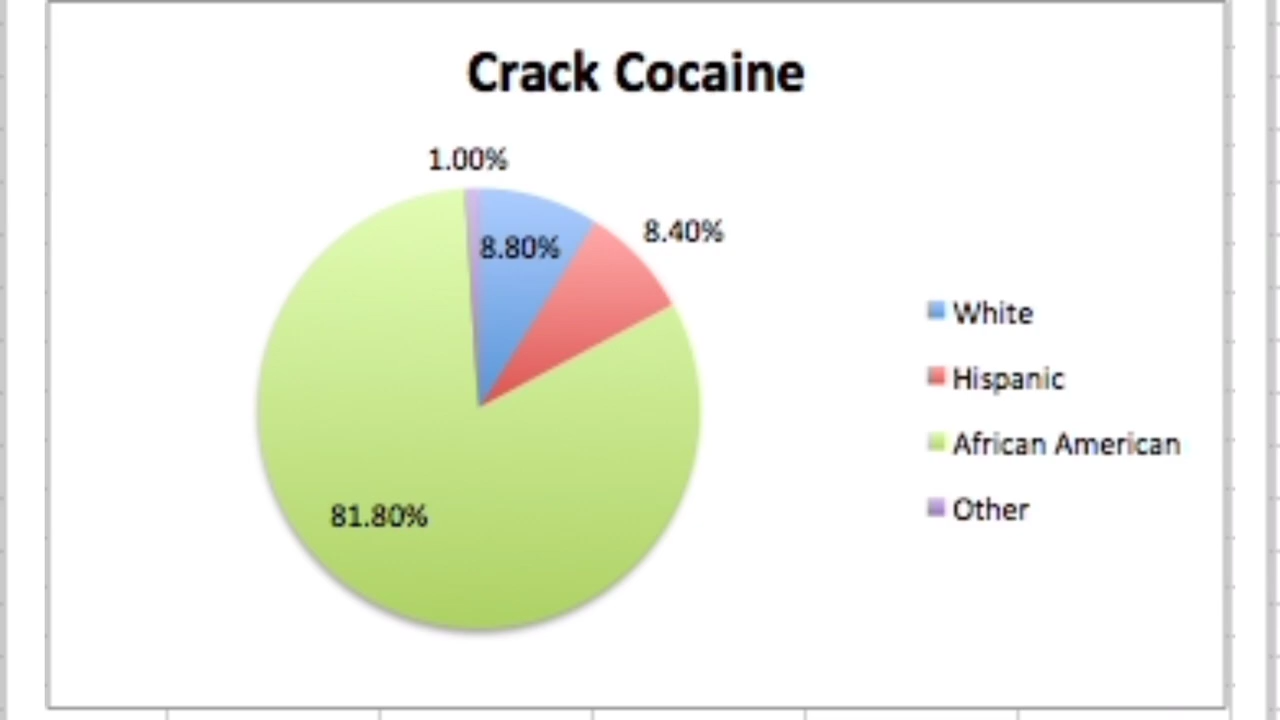 Crack Cocaine
1.00%
8.80%
8.40%
81.80%
White
Hispanic
African American
Other